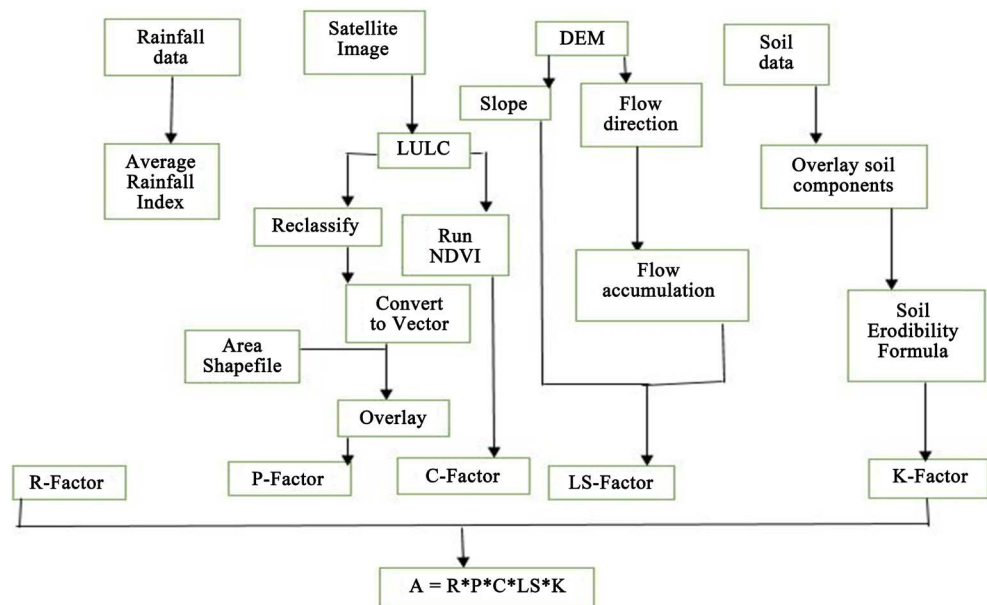 Rainfall
data
Satellite
Image
DEM
Soil
data
Slope
Flow
direction
Average
Rainfall
Index
LULC
Overlay soil
components
Reclassify
Run
NDVI
Flow
accumulation
Convert
to Vector
Area
Shapefile
Soil
Erodibility
Formula
Overlay
R-Factor
P-Factor
C-Factor
LS-Factor
K-Factor
A = R*P*C*LS*K